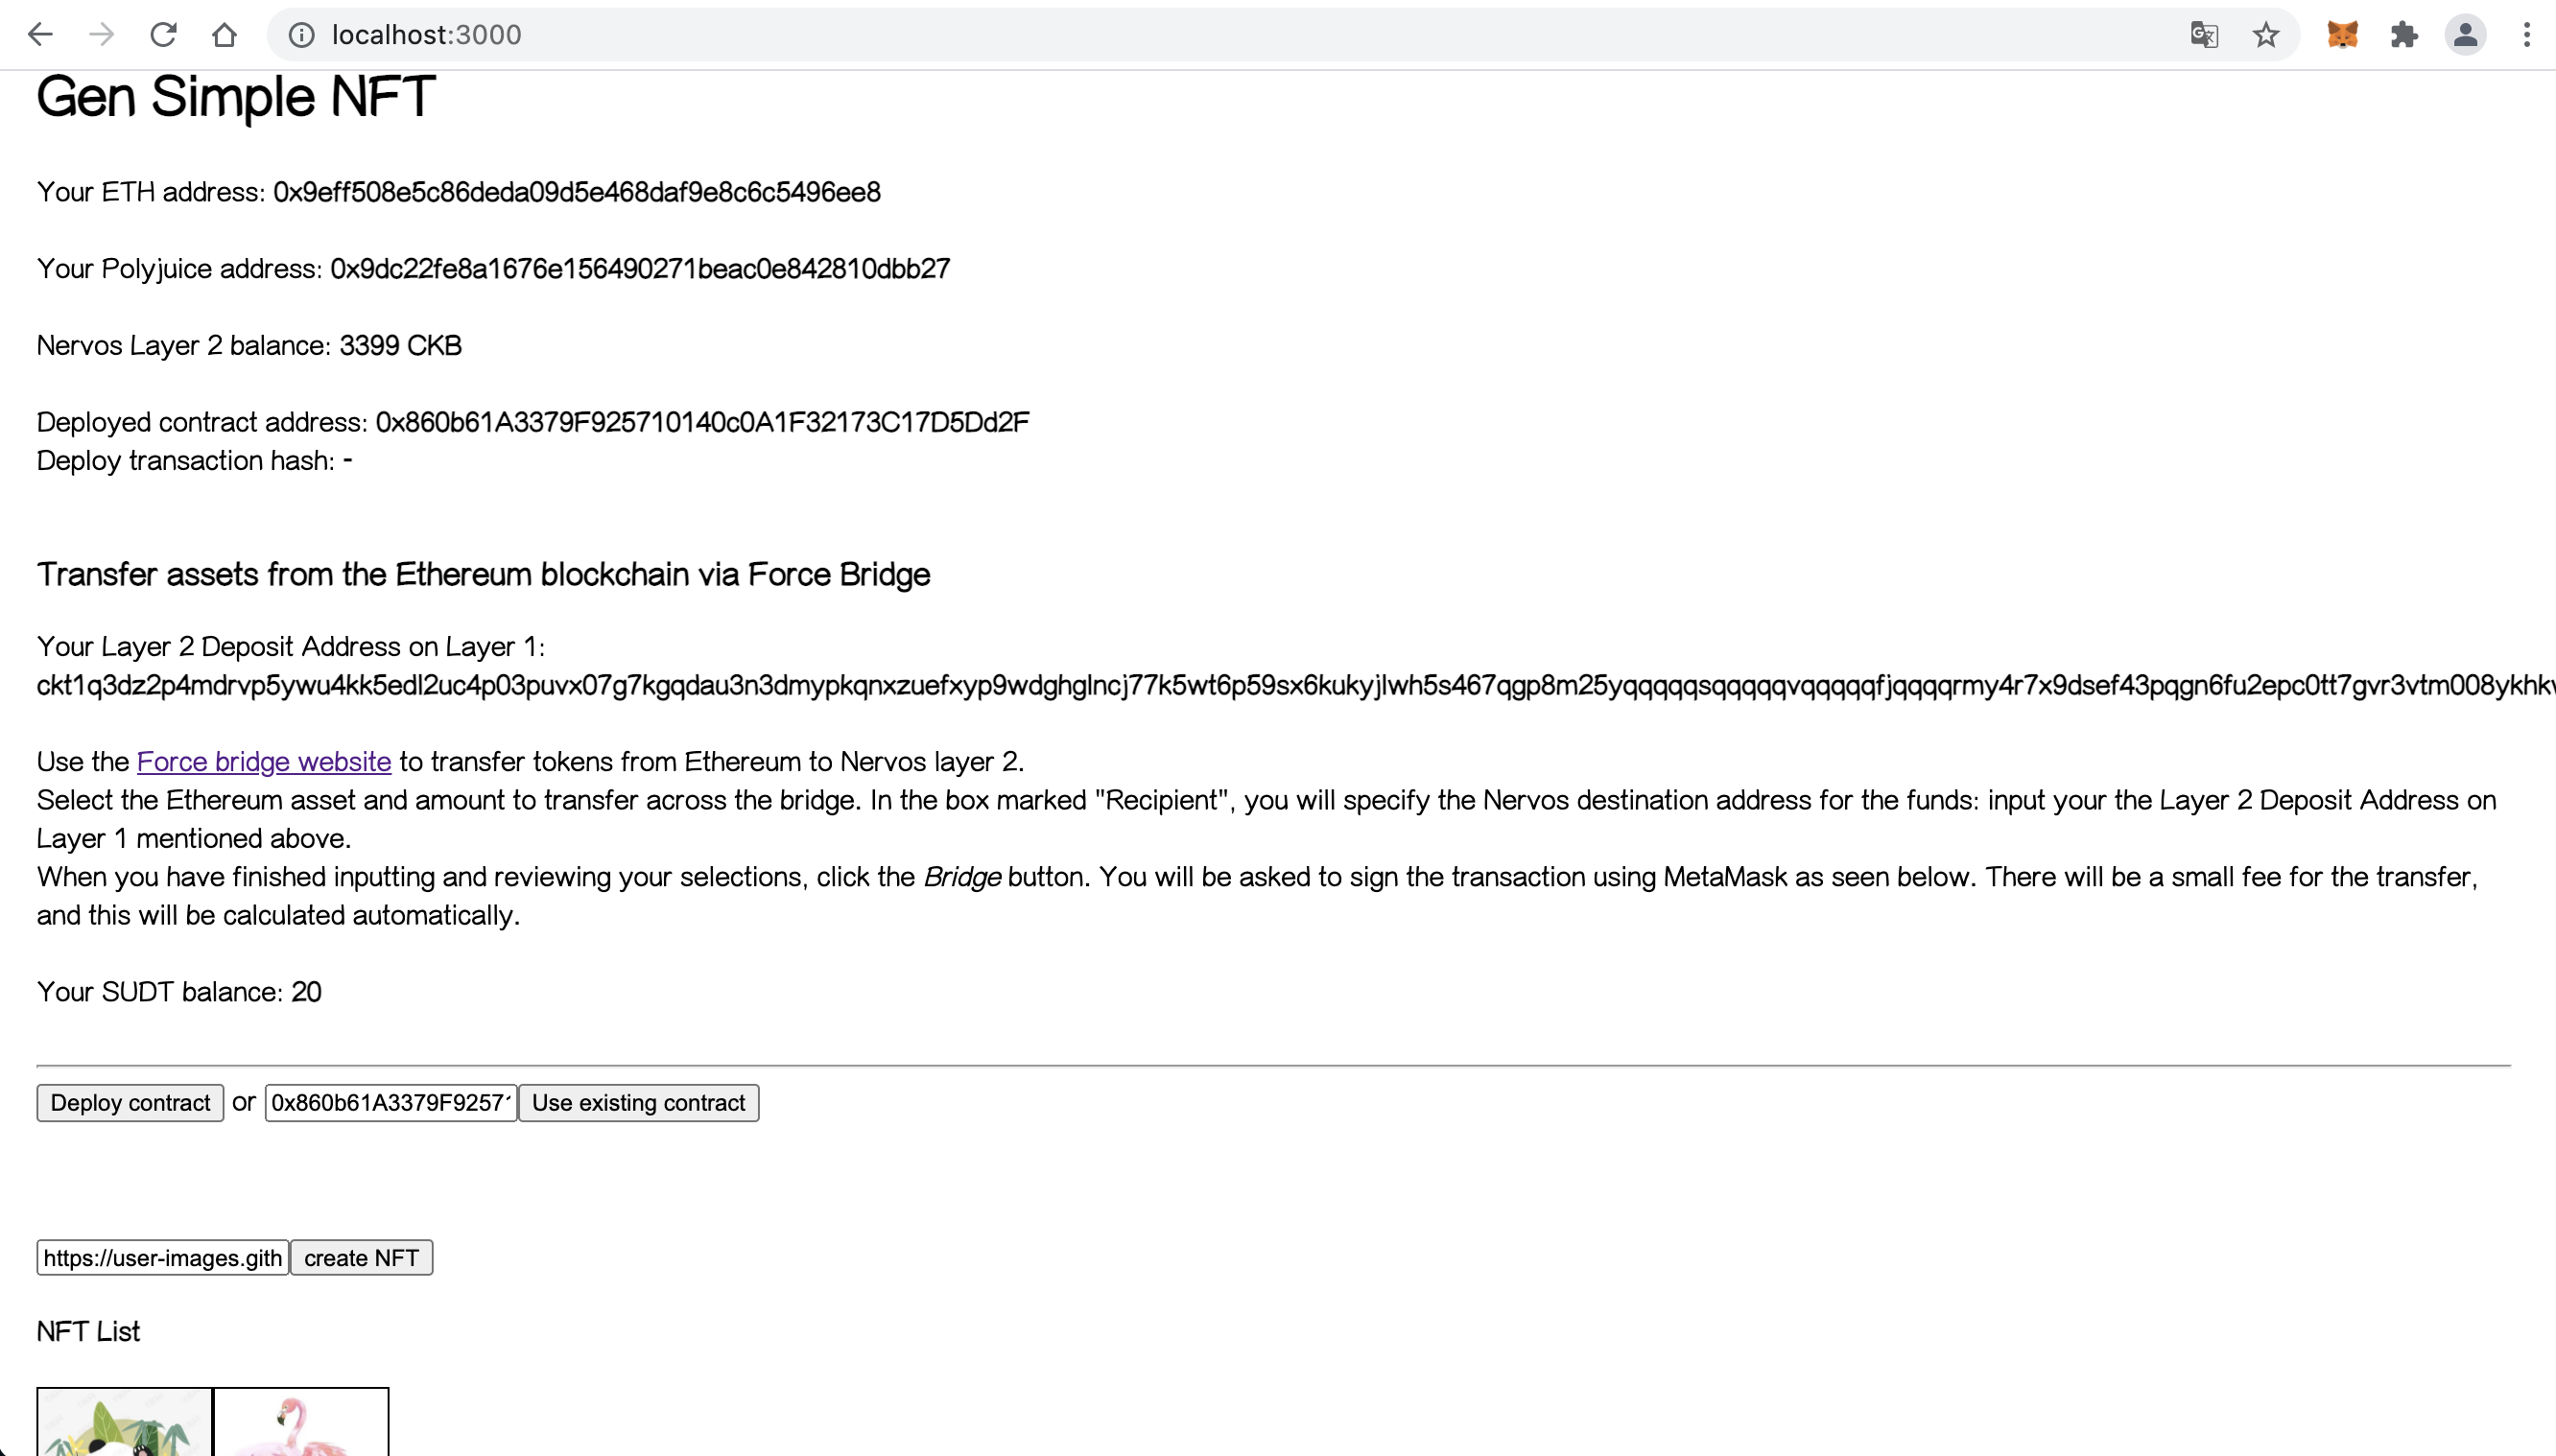 localhost:3000
Gen Simple NFT
Your ETH address: 0x9eff508e5c86deda09d5e468daf9e8c6c5496ee8
Your Polyjuice address: 0x9dc22fe8a1676e156490271beac0e842810dbb27
Nervos Layer 2 balance: 3399 CKB
Deployed contract address: 0x860b61A3379F925710140c0A1F32173C17D5Dd2F
Deploy transaction hash: -
Transfer assets from the Ethereum blockchain via Force Bridge
Your Layer 2 Deposit Address on Layer 1:
ckt1q3dz2p4mdrvp5ywu4kk5edl2uc4p03puvx07g7kgqdau3n3dmypkqnxzuefxyp9wdghglncj77k5wt6p59sx6kukyjlwh5s467qgp8m25yqqqqqsqqqqqvqqqqqfjqqqqrmy4r7x9dsef43pqgn6fu2epc0tt7gvr3vtm008ykhkv
Use the Force bridge website to transfer tokens from Ethereum to Nervos layer 2.
Select the Ethereum asset and amount to transfer across the bridge. In the box marked "Recipient", you will specify the Nervos destination address for the funds: input your the Layer 2 Deposit Address on
Layer 1 mentioned above.
When you have finished inputting and reviewing your selections, click the Bridge button. You will be asked to sign the transaction using MetaMask as seen below. There will be a small fee for the transfer,
and this will be calculated automatically.
Your SUDT balance: 20
Deploy contract or 0x860b61A3379F92571 Use existing contract
https://user-images.gith create NFT
NFT List